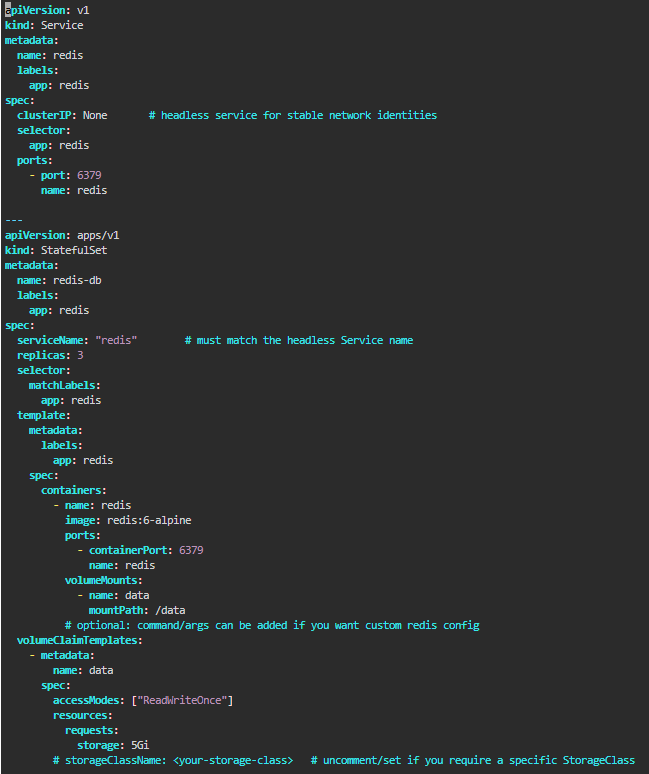 apiVersion: v1
kind: Service
metadata:
  name: redis
  labels:
    app: redis
spec:
  clusterIP: None       # headless service for stable network identities
  selector:
    app: redis
  ports:
    - port: 6379
      name: redis

---
apiVersion: apps/v1
kind: StatefulSet
metadata:
  name: redis-db
  labels:
    app: redis
spec:
  serviceName: "redis"        # must match the headless Service name
  replicas: 3
  selector:
    matchLabels:
      app: redis
  template:
    metadata:
      labels:
        app: redis
    spec:
      containers:
        - name: redis
          image: redis:6-alpine
          ports:
            - containerPort: 6379
              name: redis
          volumeMounts:
            - name: data
              mountPath: /data
          # optional: command/args can be added if you want custom redis config
  volumeClaimTemplates:
    - metadata:
        name: data
      spec:
        accessModes: ["ReadWriteOnce"]
        resources:
          requests:
            storage: 5Gi
        # storageClassName: <your-storage-class>   # uncomment/set if you require a specific StorageClass